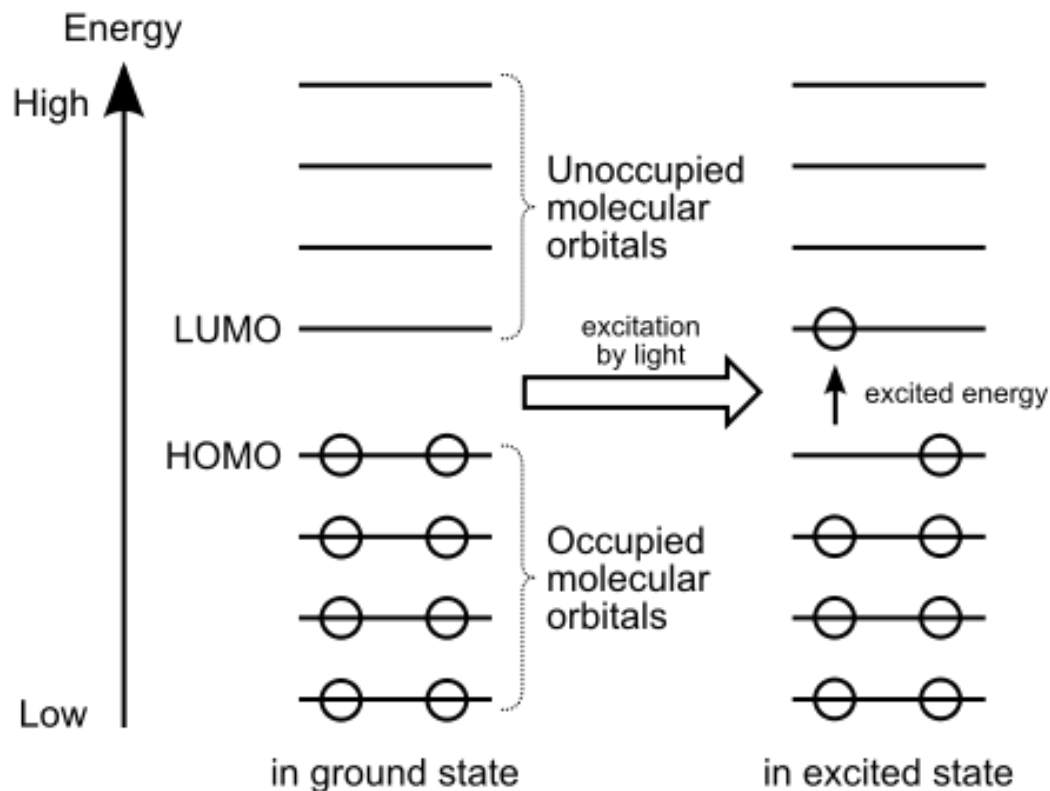 Energy
High
Unoccupied
molecular
orbitals
LUMO
excitation
by light
excited energy
HOMO
Occupied
molecular
orbitals
Low
in ground state
in excited state